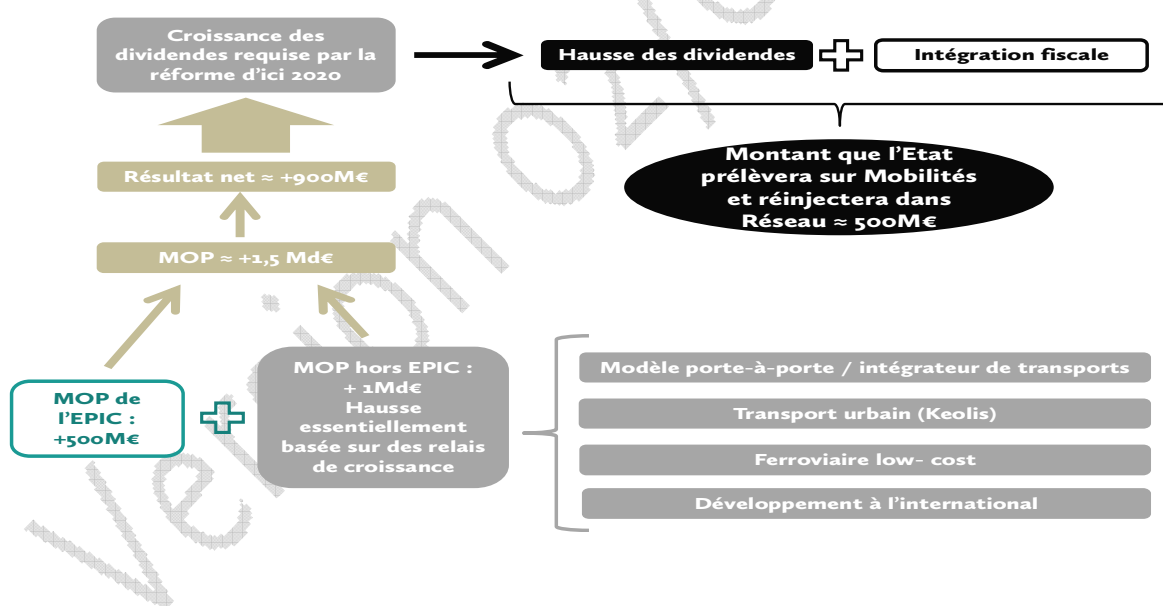 Croissance des
dividendes requise par la
réforme d'ici 2020
Hausse des dividendes
Intégration fiscale
Montant que l'Etat
prélèvera sur Mobilités
et réinjectera dans
Réseau ≈ 500M€
Résultat net ≈ +900M€
MOP ≈ +1,5 Md€
MOP de
l'EPIC :
+500M€
MOP hors EPIC :
+ 1Md€
Hausse
essentiellement
basée sur des relais
de croissance
Modèle porte-à-porte / intégrateur de transports
Transport urbain (Keolis)
Ferroviaire low- cost
Développement à l'international